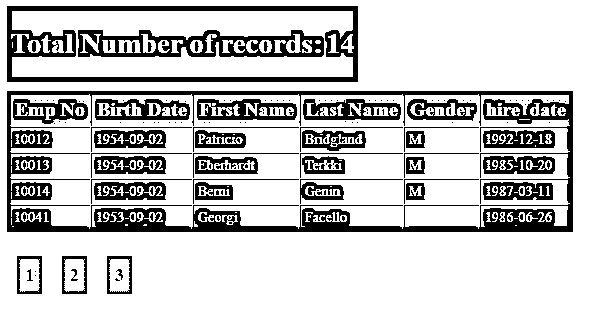 Total Number of records: 14
Emp No Birth Date First Name Last Name Gender hire_date
10012 1954-09-02 Patricio Bridgland M 1992-12-18
10013 1954-09-02 Eberhardt Terkki M 1985-10-20
10014 1954-09-02 Berni Genin M 1987-03-11
10041 1953-09-02 Georgi Facello 1986-06-26
1 2 3